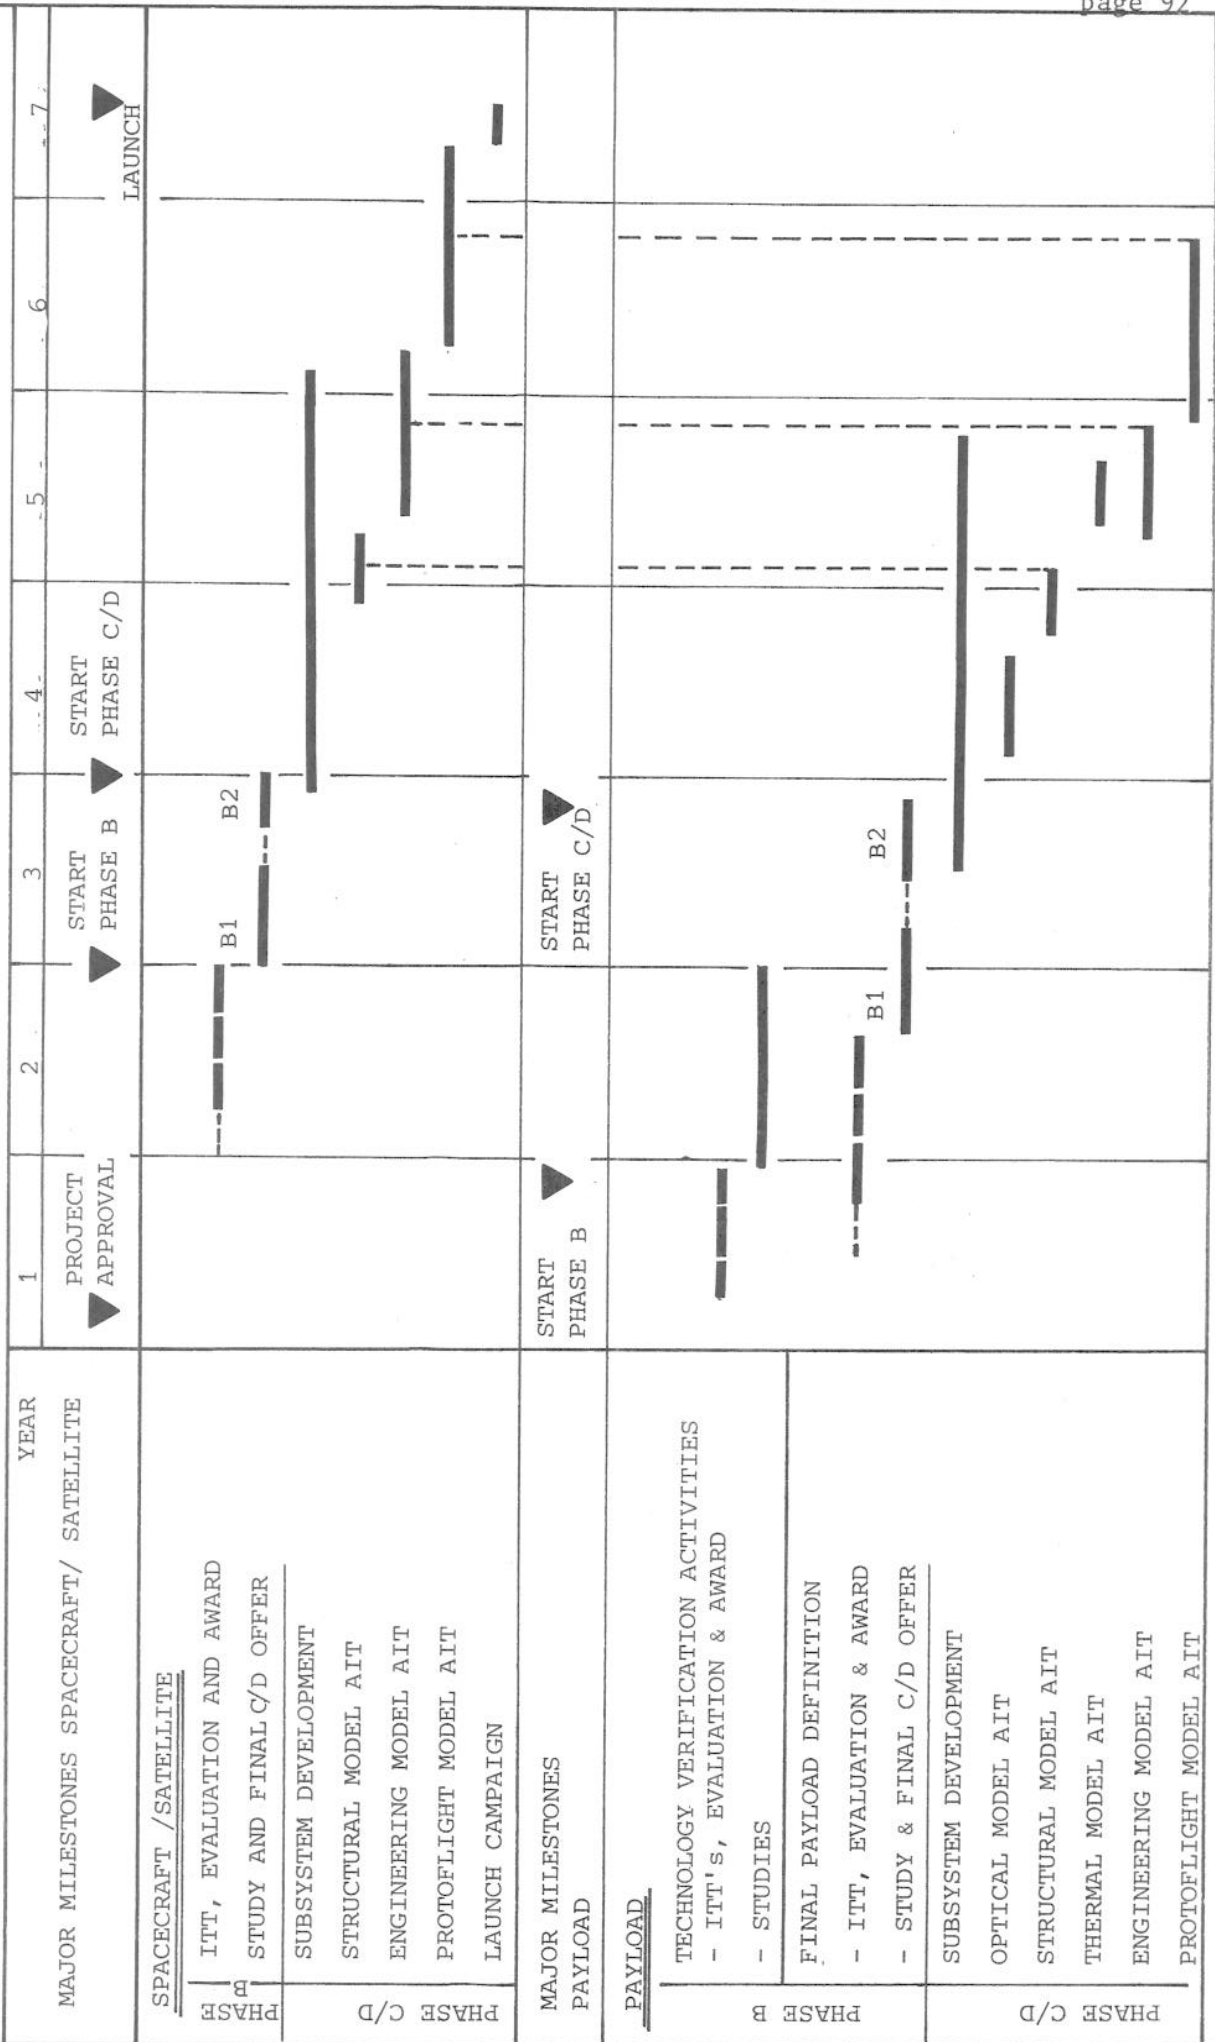 page 92
YEAR 1 2 3 4 5 6 7
MAJOR MILESTONES SPACECRAFT/ SATELLITE
PROJECT
APPROVAL
START
PHASE B
START
PHASE C/D
LAUNCH
SPACECRAFT /SATELLITE
PHASE B
ITT, EVALUATION AND AWARD
STUDY AND FINAL C/D OFFER
B1 B2
PHASE C/D
SUBSYSTEM DEVELOPMENT
STRUCTURAL MODEL AIT
ENGINEERING MODEL AIT
PROTOFLIGHT MODEL AIT
LAUNCH CAMPAIGN
MAJOR MILESTONES
PAYLOAD
START
PHASE B
START
PHASE C/D
PAYLOAD
PHASE B
TECHNOLOGY VERIFICATION ACTIVITIES
- ITT's, EVALUATION & AWARD
- STUDIES
FINAL PAYLOAD DEFINITION
- ITT, EVALUATION & AWARD
- STUDY & FINAL C/D OFFER
B1 B2
PHASE C/D
SUBSYSTEM DEVELOPMENT
OPTICAL MODEL AIT
STRUCTURAL MODEL AIT
THERMAL MODEL AIT
ENGINEERING MODEL AIT
PROTOFLIGHT MODEL AIT